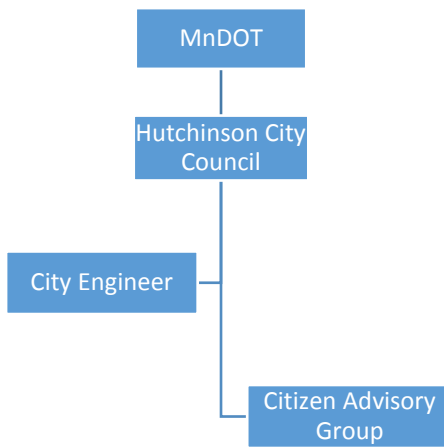 MnDOT
Hutchinson City
Council
City Engineer
Citizen Advisory
Group